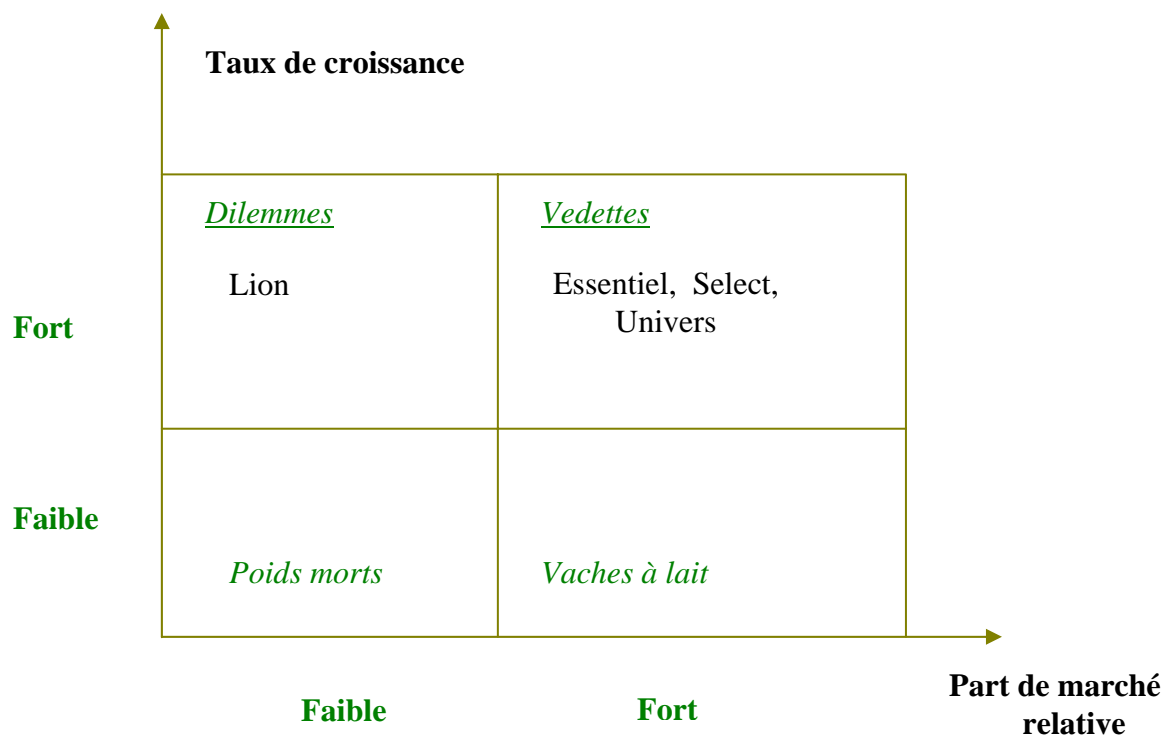 Taux de croissance
Dilemmes
Vedettes
Lion
Essentiel, Select,
Univers
Fort
Faible
Poids morts
Vaches à lait
Faible
Fort
Part de marché
relative